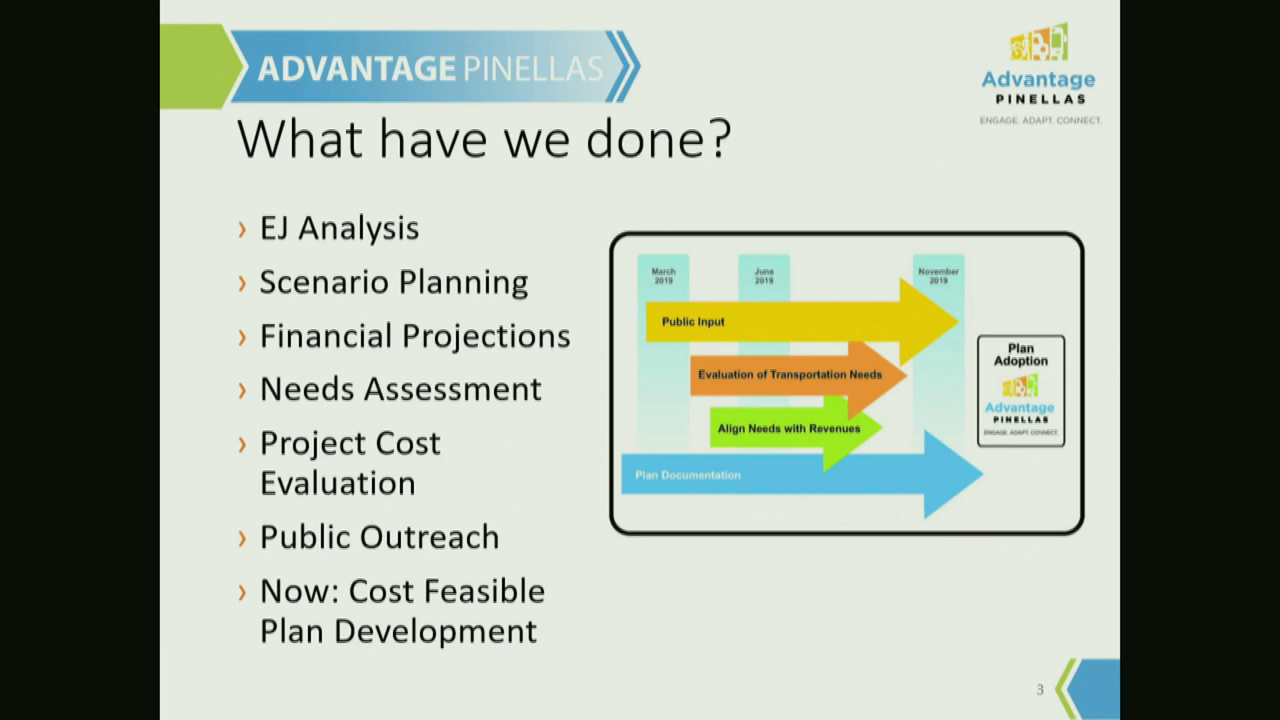 ADVANTAGE PINELLAS
Advantage
PINELLAS
ENGAGE. ADAPT. CONNECT.
What have we done?
› EJ Analysis
› Scenario Planning
› Financial Projections
› Needs Assessment
› Project Cost
Evaluation
› Public Outreach
› Now: Cost Feasible
Plan Development
March
2019
June
2019
November
2019
Public Input
Evaluation of Transportation Needs
Align Needs with Revenues
Plan Documentation
Plan
Adoption
Advantage
PINELLAS
ENGAGE. ADAPT. CONNECT.
3